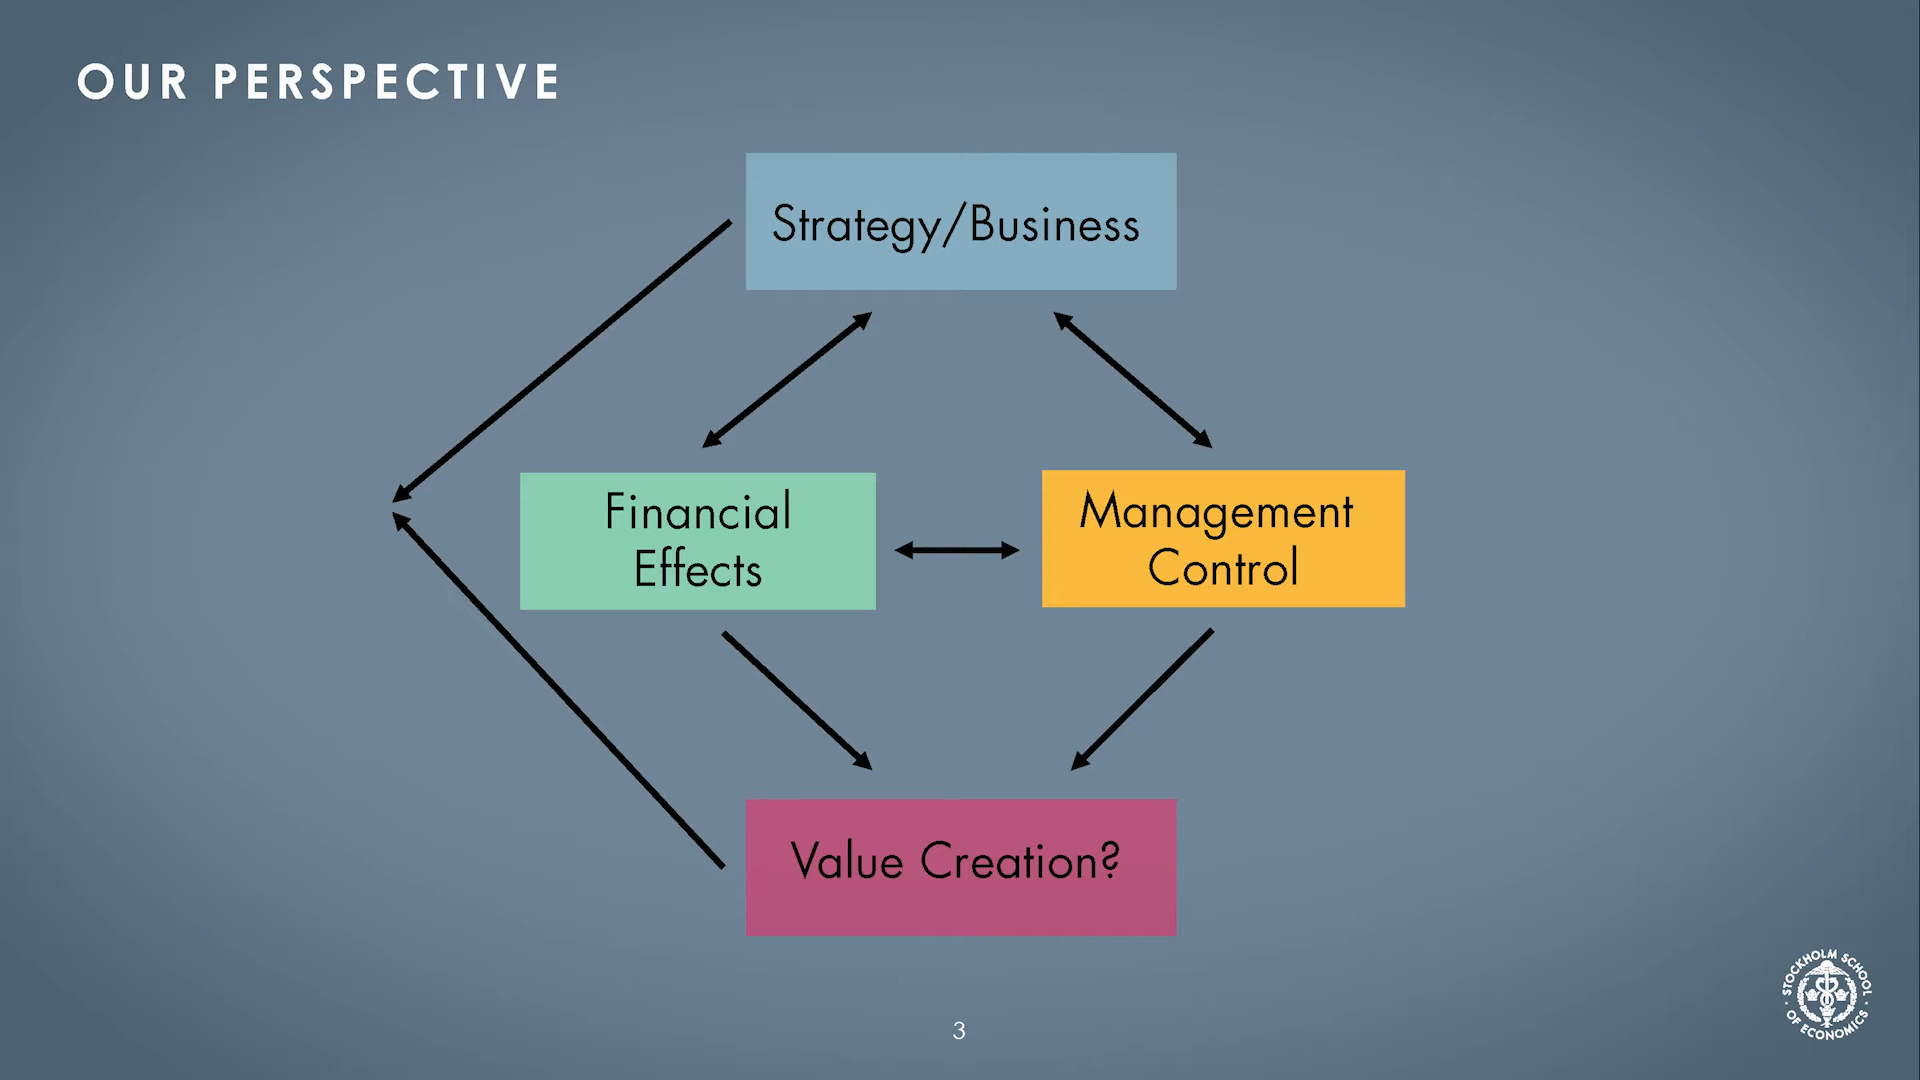 OUR PERSPECTIVE
Strategy/Business
Financial
Effects
Management
Control
Value Creation?
3
· STOCKHOLM SCHOOL ·
OF ECONOMICS